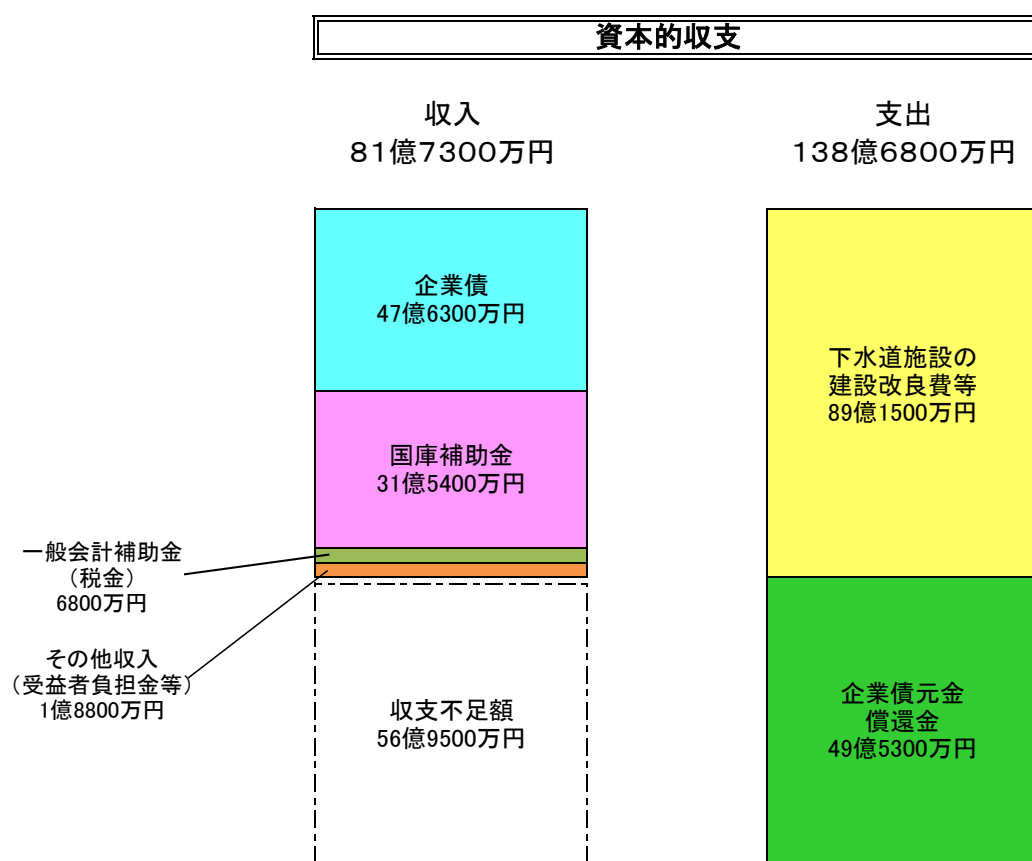 資本的収支
収入
81億7300万円
支出
138億6800万円
企業債
47億6300万円
国庫補助金
31億5400万円
一般会計補助金
（税金）
6800万円
その他収入
（受益者負担金等）
1億8800万円
収支不足額
56億9500万円
下水道施設の
建設改良費等
89億1500万円
企業債元金
償還金
49億5300万円